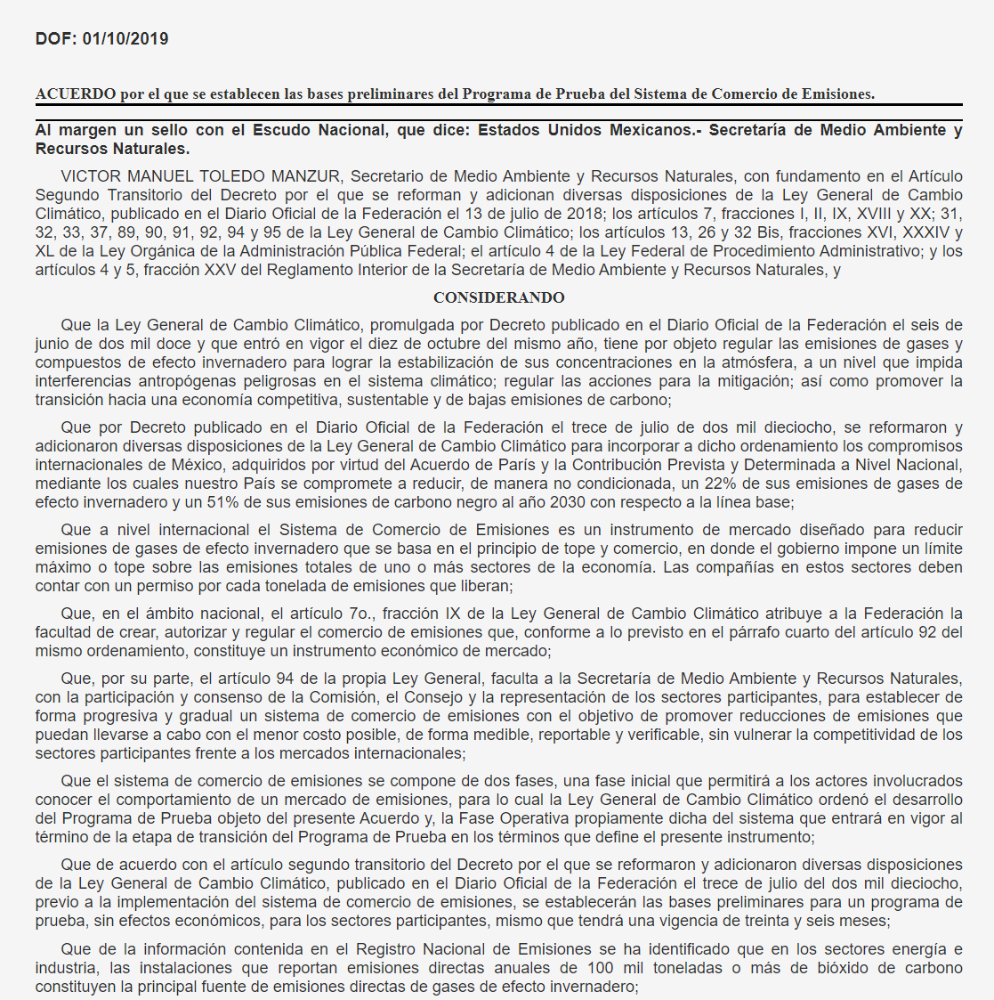 DOF: 01/10/2019
ACUERDO por el que se establecen las bases preliminares del Programa de Prueba del Sistema de Comercio de Emisiones.
Al margen un sello con el Escudo Nacional, que dice: Estados Unidos Mexicanos.- Secretaría de Medio Ambiente y
Recursos Naturales.
VICTOR MANUEL TOLEDO MANZUR, Secretario de Medio Ambiente y Recursos Naturales, con fundamento en el Artículo
Segundo Transitorio del Decreto por el que se reforman y adicionan diversas disposiciones de la Ley General de Cambio
Climático, publicado en el Diario Oficial de la Federación el 13 de julio de 2018; los artículos 7, fracciones I, II, IX, XVIII y XX; 31,
32, 33, 37, 89, 90, 91, 92, 94 y 95 de la Ley General de Cambio Climático; los artículos 13, 26 y 32 Bis, fracciones XVI, XXXIV y
XL de la Ley Orgánica de la Administración Pública Federal; el artículo 4 de la Ley Federal de Procedimiento Administrativo; y los
artículos 4 y 5, fracción XXV del Reglamento Interior de la Secretaría de Medio Ambiente y Recursos Naturales, y
CONSIDERANDO
Que la Ley General de Cambio Climático, promulgada por Decreto publicado en el Diario Oficial de la Federación el seis de
junio de dos mil doce y que entró en vigor el diez de octubre del mismo año, tiene por objeto regular las emisiones de gases y
compuestos de efecto invernadero para lograr la estabilización de sus concentraciones en la atmósfera, a un nivel que impida
interferencias antropógenas peligrosas en el sistema climático; regular las acciones para la mitigación; así como promover la
transición hacia una economía competitiva, sustentable y de bajas emisiones de carbono;
Que por Decreto publicado en el Diario Oficial de la Federación el trece de julio de dos mil dieciocho, se reformaron y
adicionaron diversas disposiciones de la Ley General de Cambio Climático para incorporar a dicho ordenamiento los compromisos
internacionales de México, adquiridos por virtud del Acuerdo de París y la Contribución Prevista y Determinada a Nivel Nacional,
mediante los cuales nuestro País se compromete a reducir, de manera no condicionada, un 22% de sus emisiones de gases de
efecto invernadero y un 51% de sus emisiones de carbono negro al año 2030 con respecto a la línea base;
Que a nivel internacional el Sistema de Comercio de Emisiones es un instrumento de mercado diseñado para reducir
emisiones de gases de efecto invernadero que se basa en el principio de tope y comercio, en donde el gobierno impone un límite
máximo o tope sobre las emisiones totales de uno o más sectores de la economía. Las compañías en estos sectores deben
contar con un permiso por cada tonelada de emisiones que liberan;
Que, en el ámbito nacional, el artículo 7o., fracción IX de la Ley General de Cambio Climático atribuye a la Federación la
facultad de crear, autorizar y regular el comercio de emisiones que, conforme a lo previsto en el párrafo cuarto del artículo 92 del
mismo ordenamiento, constituye un instrumento económico de mercado;
Que, por su parte, el artículo 94 de la propia Ley General, faculta a la Secretaría de Medio Ambiente y Recursos Naturales,
con la participación y consenso de la Comisión, el Consejo y la representación de los sectores participantes, para establecer de
forma progresiva y gradual un sistema de comercio de emisiones con el objetivo de promover reducciones de emisiones que
puedan llevarse a cabo con el menor costo posible, de forma medible, reportable y verificable, sin vulnerar la competitividad de los
sectores participantes frente a los mercados internacionales;
Que el sistema de comercio de emisiones se compone de dos fases, una fase inicial que permitirá a los actores involucrados
conocer el comportamiento de un mercado de emisiones, para lo cual la Ley General de Cambio Climático ordenó el desarrollo
del Programa de Prueba objeto del presente Acuerdo y, la Fase Operativa propiamente dicha del sistema que entrará en vigor al
término de la etapa de transición del Programa de Prueba en los términos que define el presente instrumento;
Que de acuerdo con el artículo segundo transitorio del Decreto por el que se reformaron y adicionaron diversas disposiciones
de la Ley General de Cambio Climático, publicado en el Diario Oficial de la Federación el trece de julio del dos mil dieciocho,
previo a la implementación del sistema de comercio de emisiones, se establecerán las bases preliminares para un programa de
prueba, sin efectos económicos, para los sectores participantes, mismo que tendrá una vigencia de treinta y seis meses;
Que de la información contenida en el Registro Nacional de Emisiones se ha identificado que en los sectores energía e
industria, las instalaciones que reportan emisiones directas anuales de 100 mil toneladas o más de bióxido de carbono
constituyen la principal fuente de emisiones directas de gases de efecto invernadero;